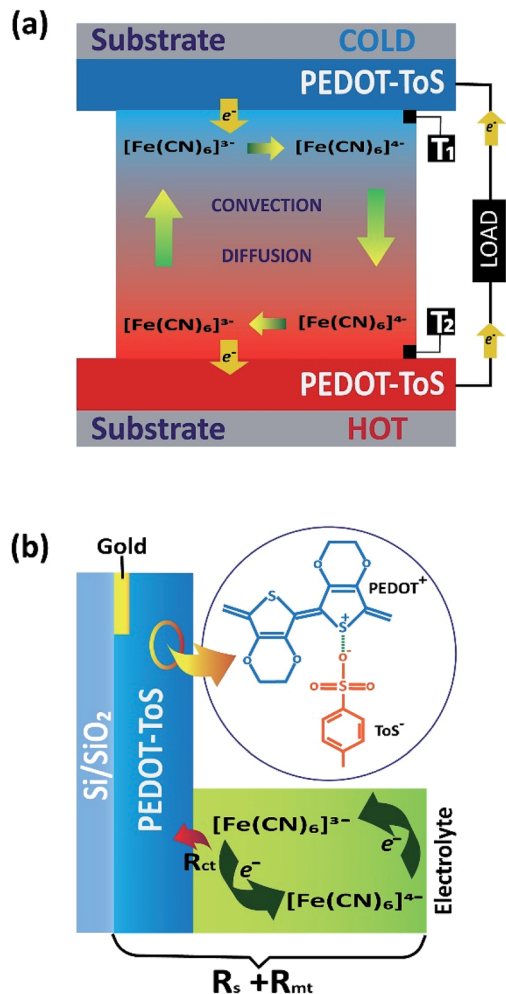 (a)
Substrate COLD
PEDOT-ToS
e⁻
[Fe(CN)₆]³⁻ [Fe(CN)₆]⁴⁻
T₁
e⁻
CONVECTION
LOAD
DIFFUSION
[Fe(CN)₆]³⁻ [Fe(CN)₆]⁴⁻
T₂
e⁻
e⁻
PEDOT-ToS
Substrate HOT
(b)
Gold
O O
PEDOT⁺
S
S⁺
O O
O⁻
O=S=O
ToS⁻
Si/SiO₂
PEDOT-ToS
[Fe(CN)₆]³⁻
e⁻
Rct
e⁻
[Fe(CN)₆]⁴⁻
Electrolyte
Rs +Rmt